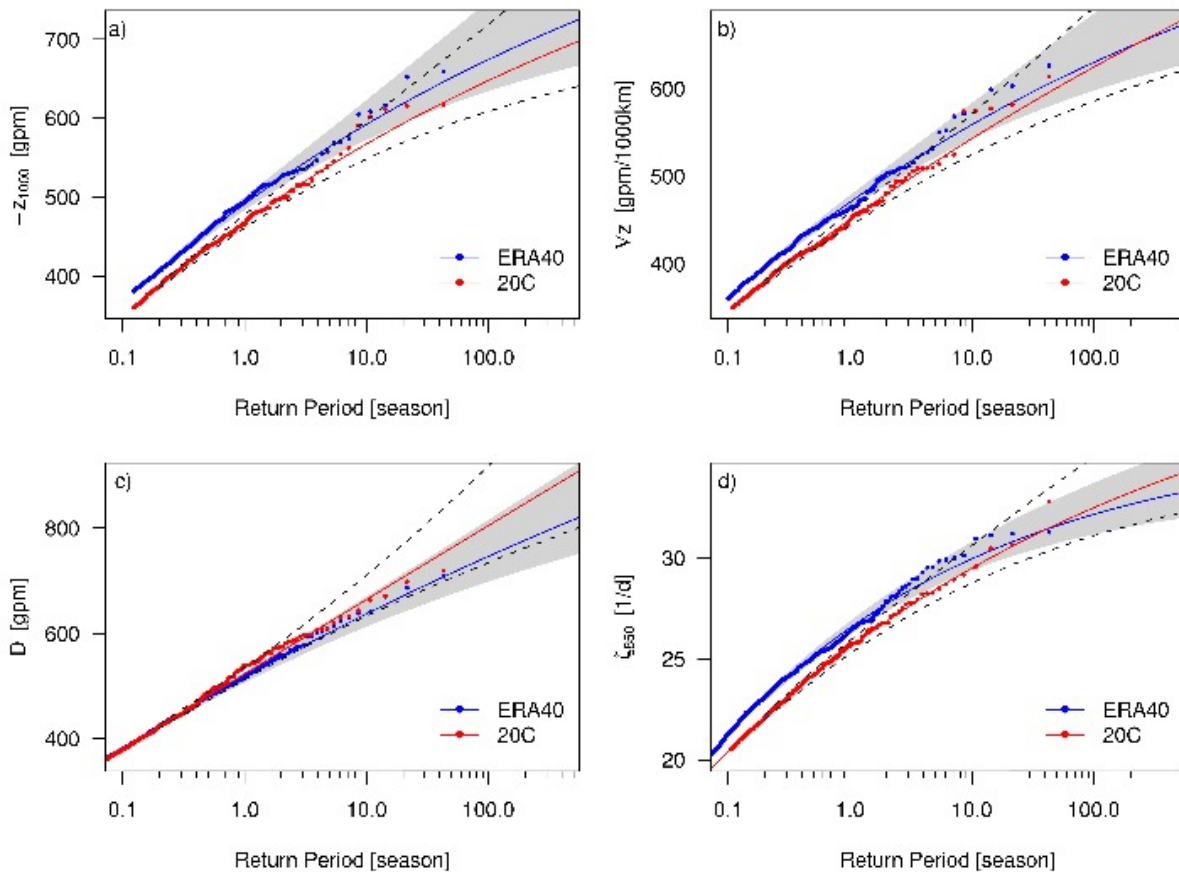 a)
700
600
500
400
-z1000 [gpm]
ERA40
20C
0.1 1.0 10.0 100.0
Return Period [season]
b)
600
500
400
∇z [gpm/1000km]
ERA40
20C
0.1 1.0 10.0 100.0
Return Period [season]
c)
800
600
400
D [gpm]
ERA40
20C
0.1 1.0 10.0 100.0
Return Period [season]
d)
30
25
20
[1/d]
ERA40
20C
0.1 1.0 10.0 100.0
Return Period [season]